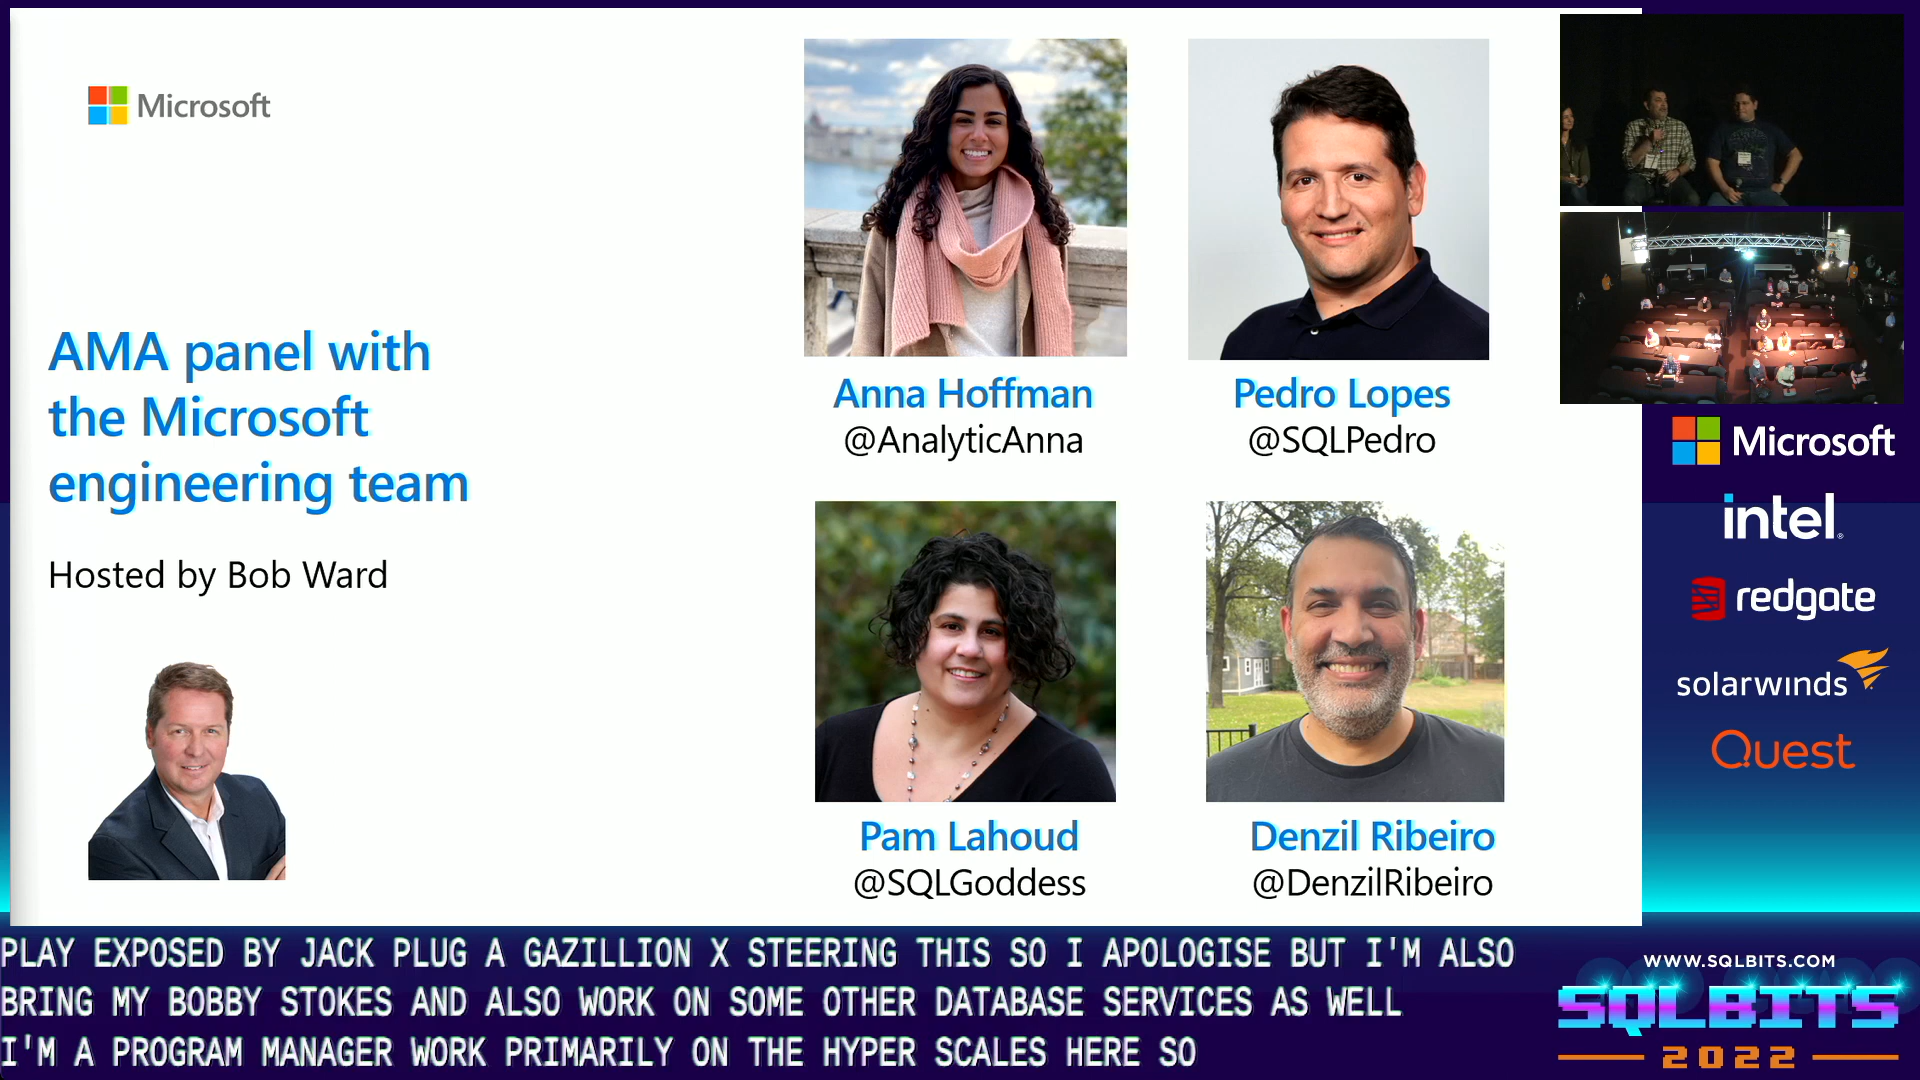 Microsoft
AMA panel with
the Microsoft
engineering team
Hosted by Bob Ward
Anna Hoffman
@AnalyticAnna
Pedro Lopes
@SQLPedro
Pam Lahoud
@SQLGoddess
Denzil Ribeiro
@DenzilRibeiro
Microsoft
intel.
redgate
solarwinds
Quest
PLAY EXPOSED BY JACK PLUG A GAZILLION X STEERING THIS SO I APOLOGISE BUT I'M ALSO
BRING MY BOBBY STOKES AND ALSO WORK ON SOME OTHER DATABASE SERVICES AS WELL
I'M A PROGRAM MANAGER WORK PRIMARILY ON THE HYPER SCALES HERE SO
WWW.SQLBITS.COM
SQLBITS
2022